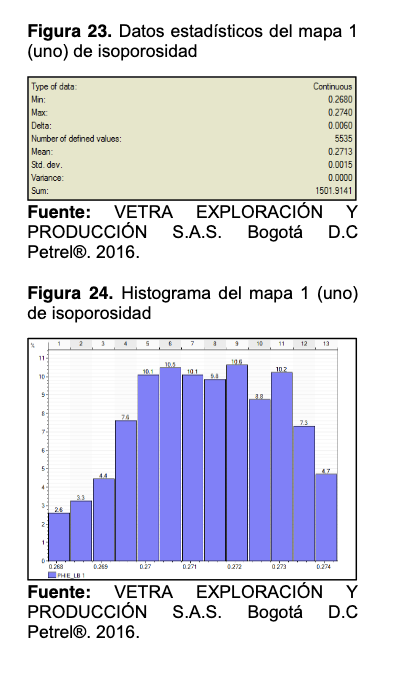 Figura 23. Datos estadísticos del mapa 1
(uno) de isoporosidad
Type of data: Continuous
Min: 0.2680
Max: 0.2740
Delta: 0.0060
Number of defined values: 5535
Mean: 0.2713
Std. dev. 0.0015
Variance: 0.0000
Sum: 1501.9141
Fuente: VETRA EXPLORACIÓN Y
PRODUCCIÓN S.A.S. Bogotá D.C
Petrel®. 2016.
Figura 24. Histograma del mapa 1 (uno)
de isoporosidad
% 1 2 3 4 5 6 7 8 9 10 11 12 13
11
10
9
8
7
6
5
4
3
2
1
0
2.6 3.3 4.4 7.6 10.1 10.5 10.1 9.8 10.6 8.8 10.2 7.3 4.7
0.268 0.269 0.27 0.271 0.272 0.273 0.274
PHIE_LB 1
Fuente: VETRA EXPLORACIÓN Y
PRODUCCIÓN S.A.S. Bogotá D.C
Petrel®. 2016.